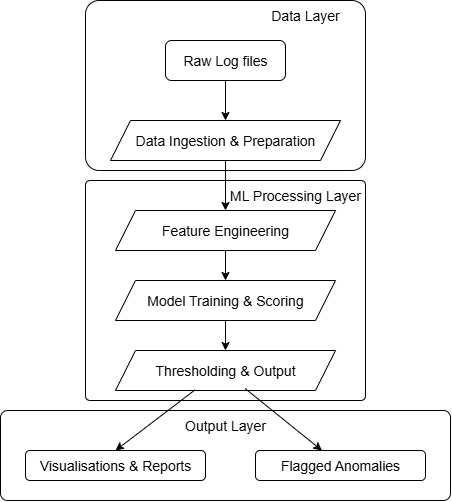 Data Layer
Raw Log files
Data Ingestion & Preparation
ML Processing Layer
Feature Engineering
Model Training & Scoring
Thresholding & Output
Output Layer
Visualisations & Reports
Flagged Anomalies